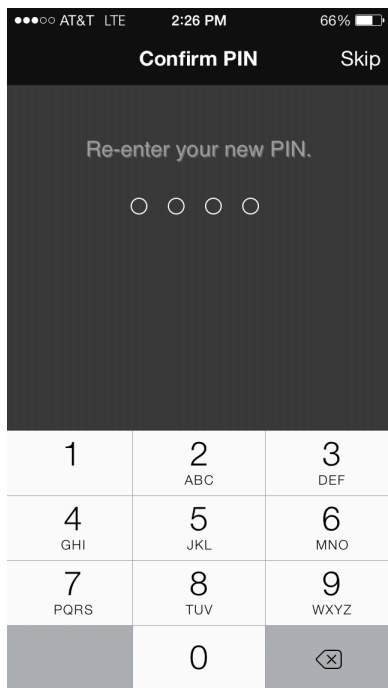 AT&T LTE 2:26 PM 66%
Confirm PIN Skip
Re-enter your new PIN.
1 2 3
ABC DEF
4 5 6
GHI JKL MNO
7 8 9
PQRS TUV WXYZ
0